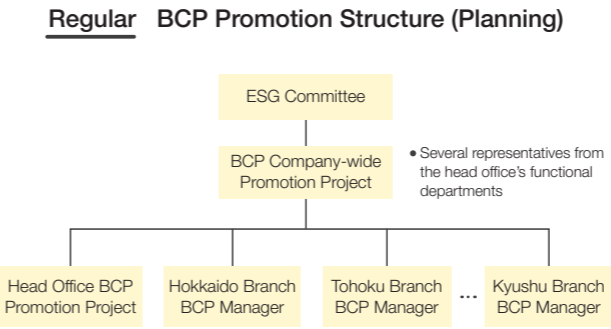 Regular BCP Promotion Structure (Planning)
ESG Committee
BCP Company-wide
Promotion Project
• Several representatives from
the head office's functional
departments
Head Office BCP
Promotion Project
Hokkaido Branch
BCP Manager
Tohoku Branch
BCP Manager
...
Kyushu Branch
BCP Manager